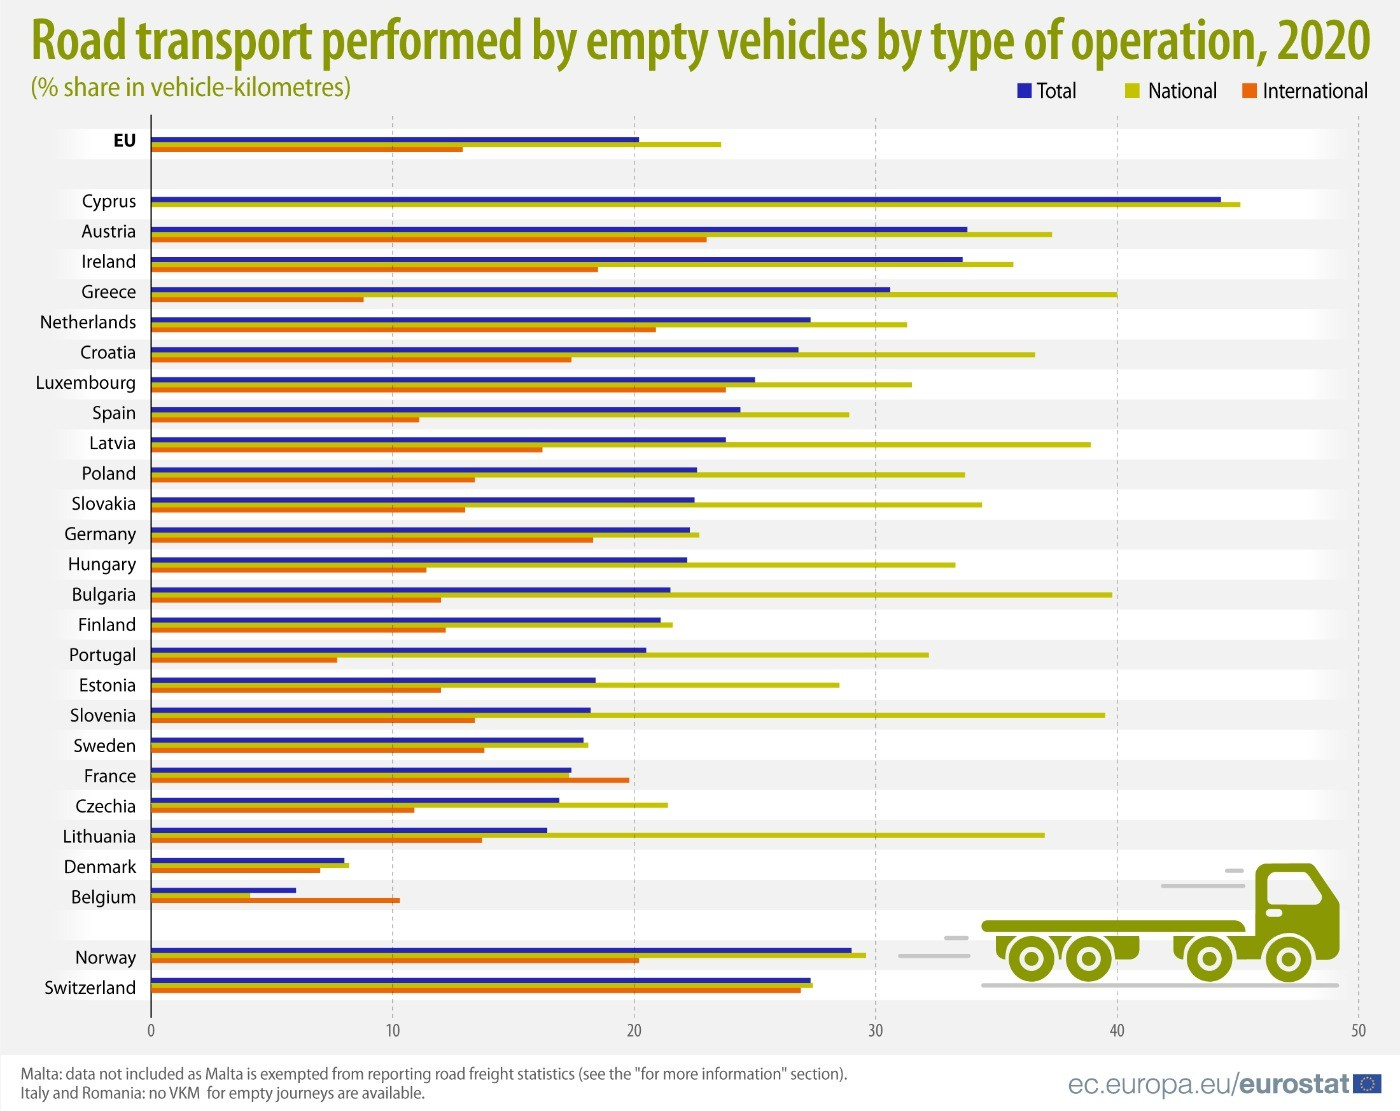 Road transport performed by empty vehicles by type of operation, 2020
(% share in vehicle-kilometres)
Total National International
EU
Cyprus
Austria
Ireland
Greece
Netherlands
Croatia
Luxembourg
Spain
Latvia
Poland
Slovakia
Germany
Hungary
Bulgaria
Finland
Portugal
Estonia
Slovenia
Sweden
France
Czechia
Lithuania
Denmark
Belgium
Norway
Switzerland
0 10 20 30 40 50
Malta: data not included as Malta is exempted from reporting road freight statistics (see the "for more information" section).
Italy and Romania: no VKM for empty journeys are available.
ec.europa.eu/eurostat